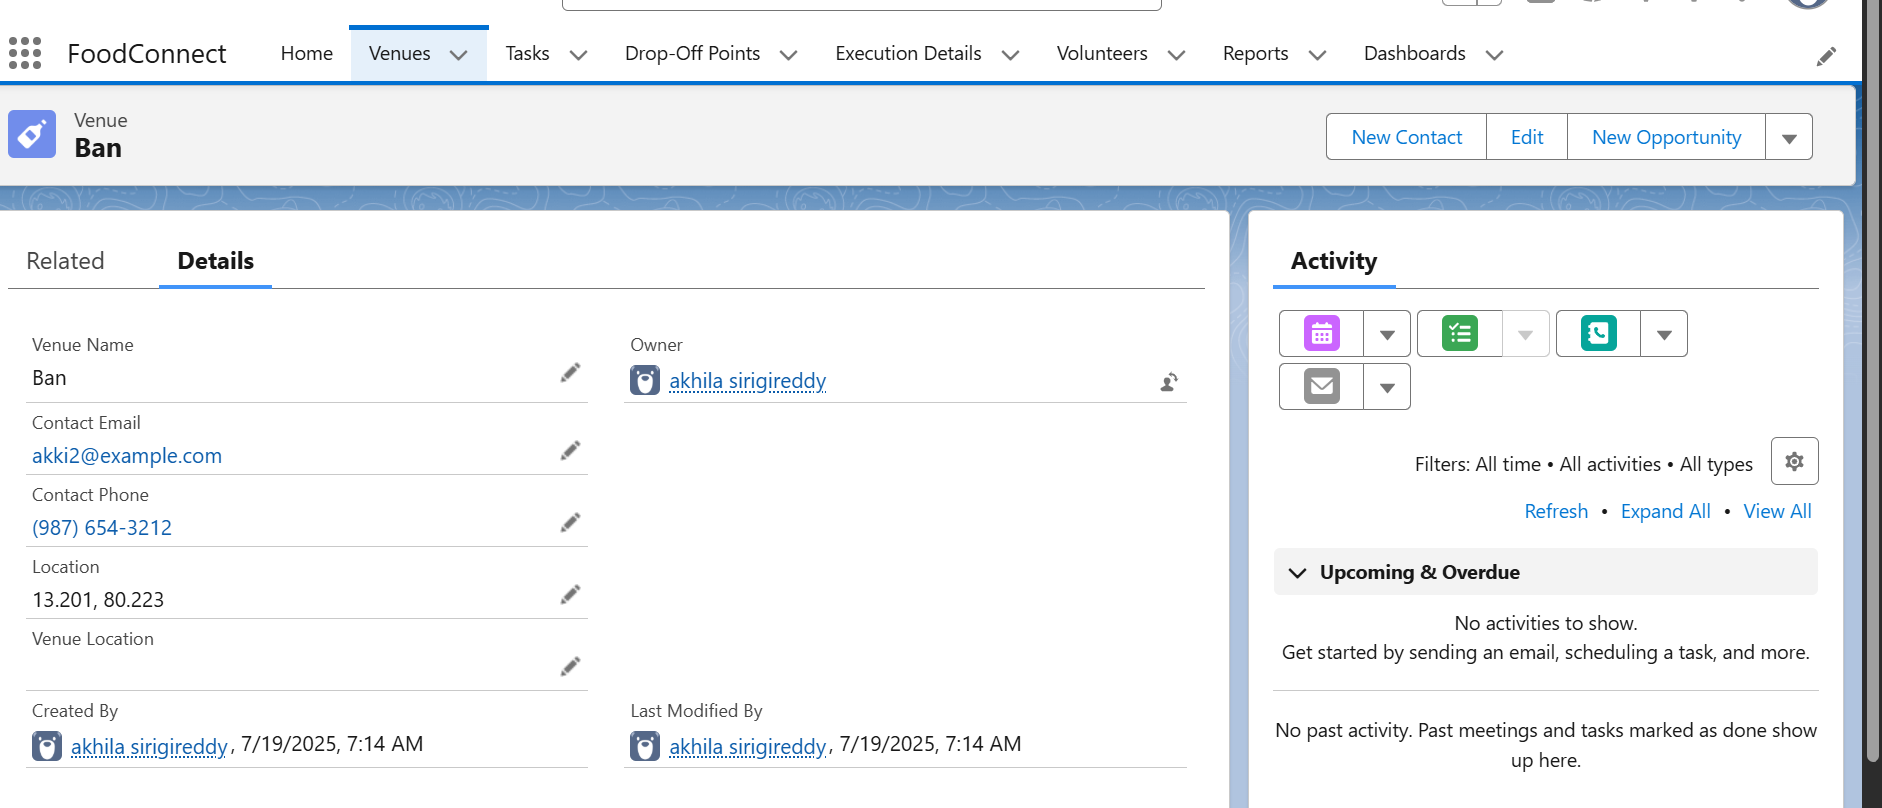 FoodConnect
Home
Venues
Tasks
Drop-Off Points
Execution Details
Volunteers
Reports
Dashboards
Venue
Ban
New Contact
Edit
New Opportunity
Related
Details
Venue Name
Ban
Owner
akhila sirigireddy
Contact Email
akki2@example.com
Contact Phone
(987) 654-3212
Location
13.201, 80.223
Venue Location
Created By
akhila sirigireddy, 7/19/2025, 7:14 AM
Last Modified By
akhila sirigireddy, 7/19/2025, 7:14 AM
Activity
Filters: All time • All activities • All types
Refresh • Expand All • View All
Upcoming & Overdue
No activities to show.
Get started by sending an email, scheduling a task, and more.
No past activity. Past meetings and tasks marked as done show
up here.